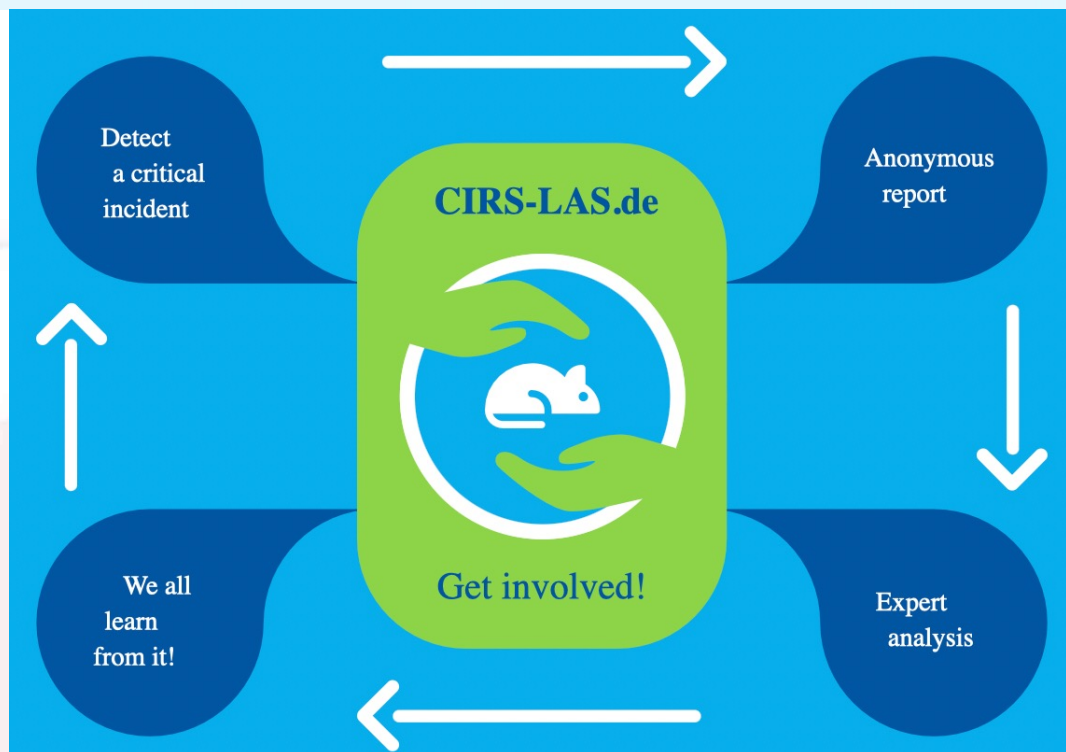 Detect
a critical
incident
Anonymous
report
CIRS-LAS.de
Get involved!
We all
learn
from it!
Expert
analysis